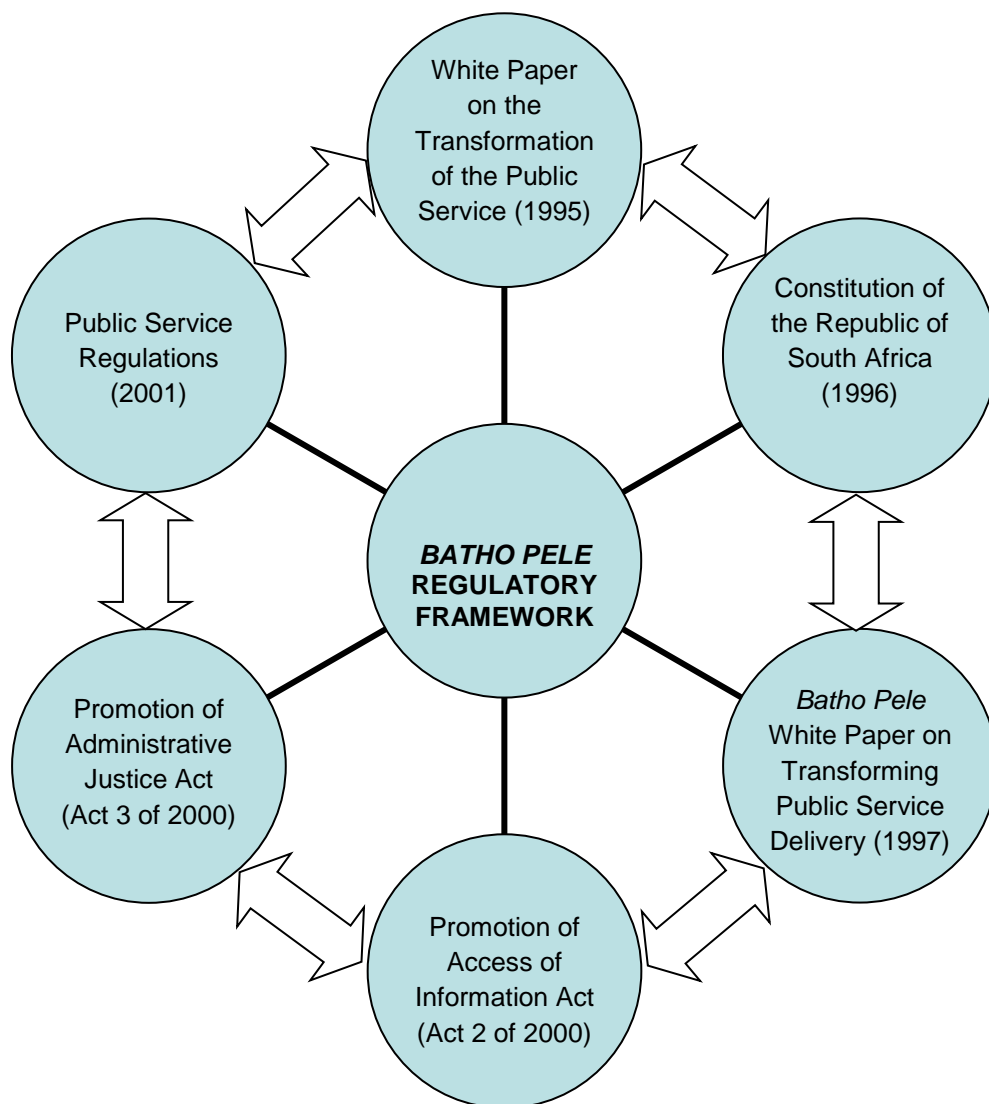 White Paper
on the
Transformation
of the Public
Service (1995)
Public Service
Regulations
(2001)
Constitution of
the Republic of
South Africa
(1996)
BATHO PELE
REGULATORY
FRAMEWORK
Promotion of
Administrative
Justice Act
(Act 3 of 2000)
Batho Pele
White Paper on
Transforming
Public Service
Delivery (1997)
Promotion of
Access of
Information Act
(Act 2 of 2000)